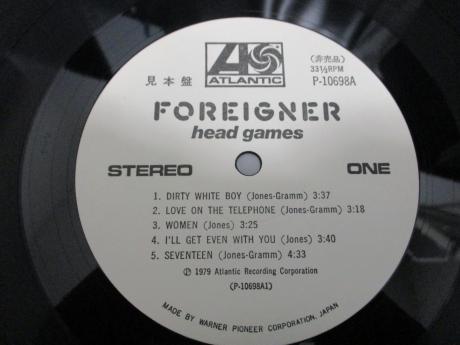 ATLANTIC
(非売品)
33⅓RPM
見本盤
P-10698A
FOREIGNER
head games
STEREO
ONE
1. DIRTY WHITE BOY (Jones-Gramm) 3:37
2. LOVE ON THE TELEPHONE (Jones-Gramm) 3:18
3. WOMEN (Jones) 3:25
4. I'LL GET EVEN WITH YOU (Jones) 3:40
5. SEVENTEEN (Jones-Gramm) 4:33
Ⓟ 1979 Atlantic Recording Corporation
(P-10698A1)
MADE BY WARNER PIONEER CORPORATION, JAPAN